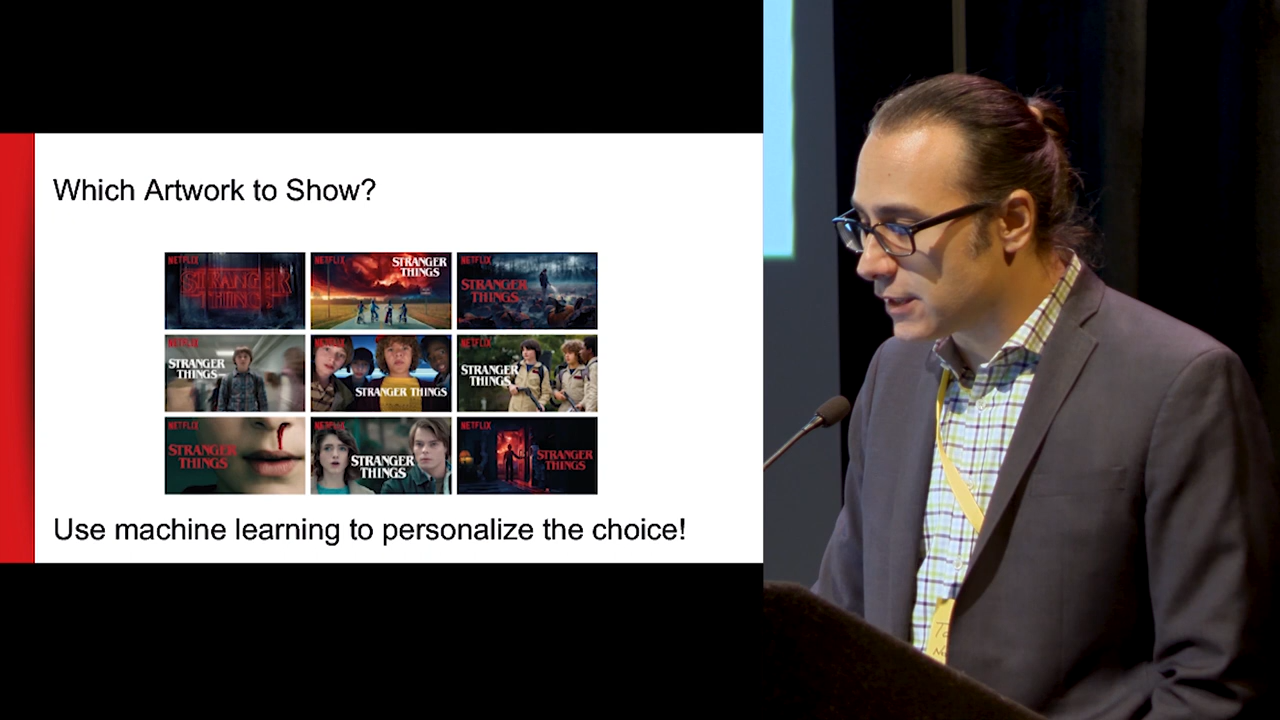 Which Artwork to Show?
NETFLIX
STRANGER
THINGS
NETFLIX
STRANGER
THINGS
NETFLIX
STRANGER
THINGS
NETFLIX
STRANGER
THINGS
NETFLIX
STRANGER THINGS
NETFLIX
STRANGER
THINGS
NETFLIX
STRANGER
THINGS
NETFLIX
STRANGER
THINGS
NETFLIX
STRANGER
THINGS
Use machine learning to personalize the choice!